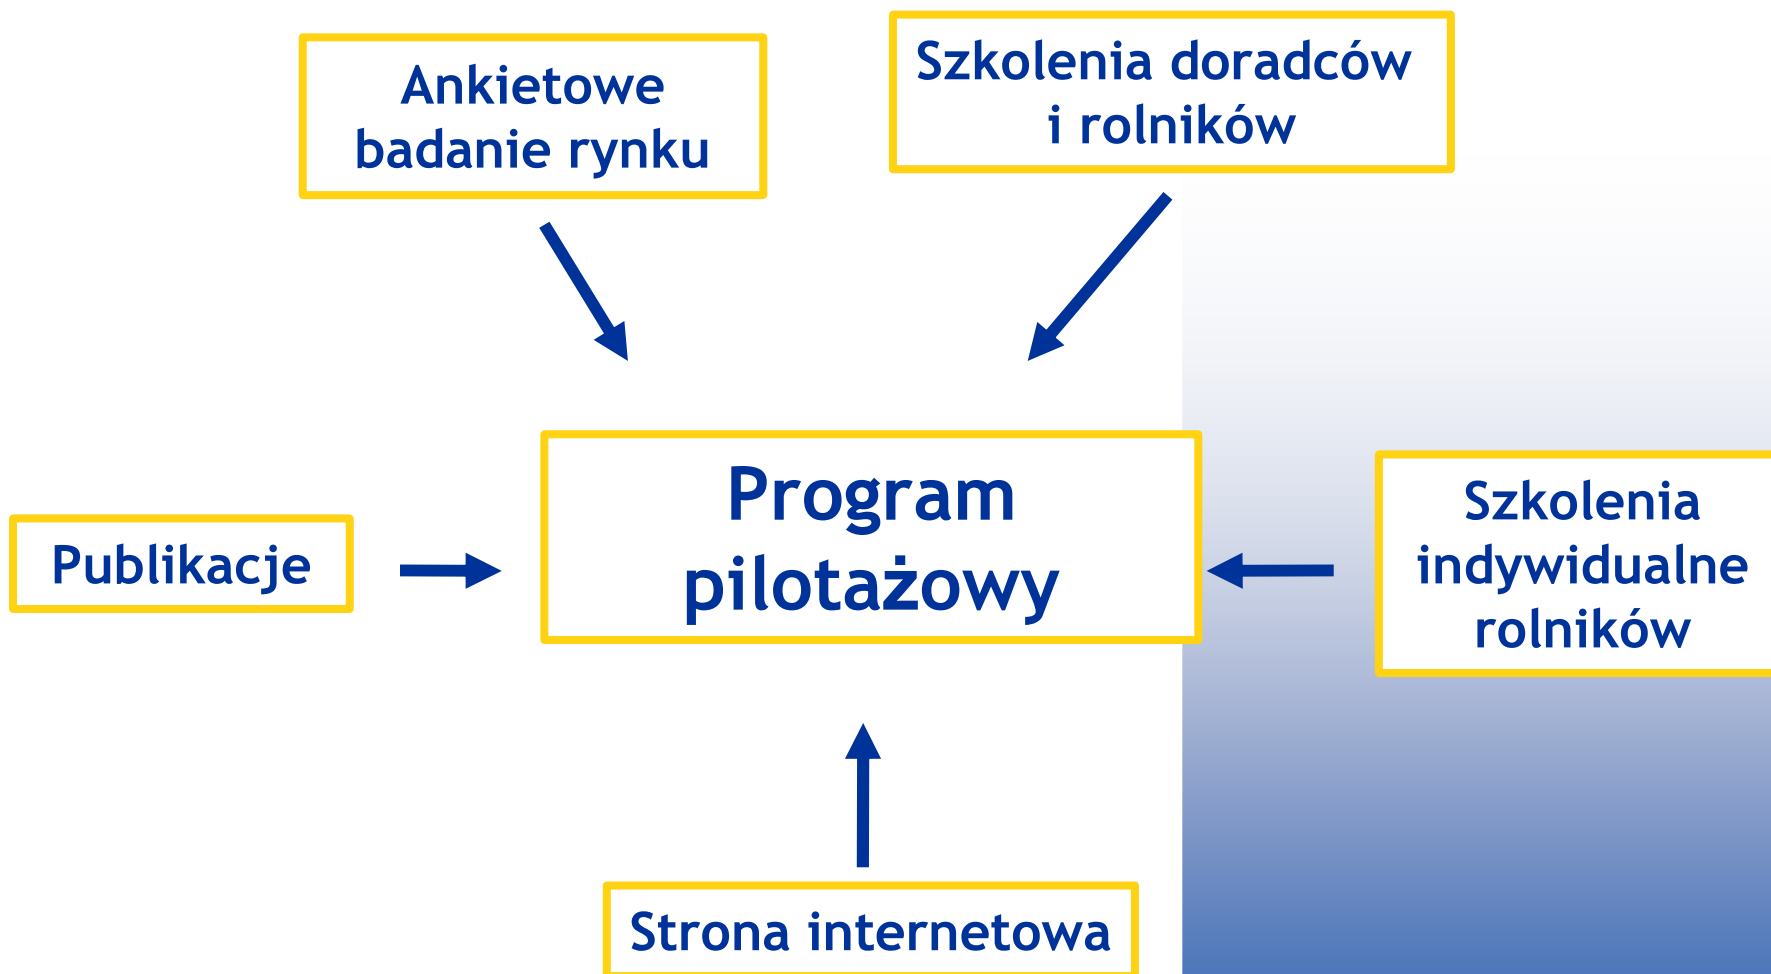 Ankietowe
badanie rynku
Szkolenia doradców
i rolników
Program
pilotażowy
Publikacje
Szkolenia
indywidualne
rolników
Strona internetowa